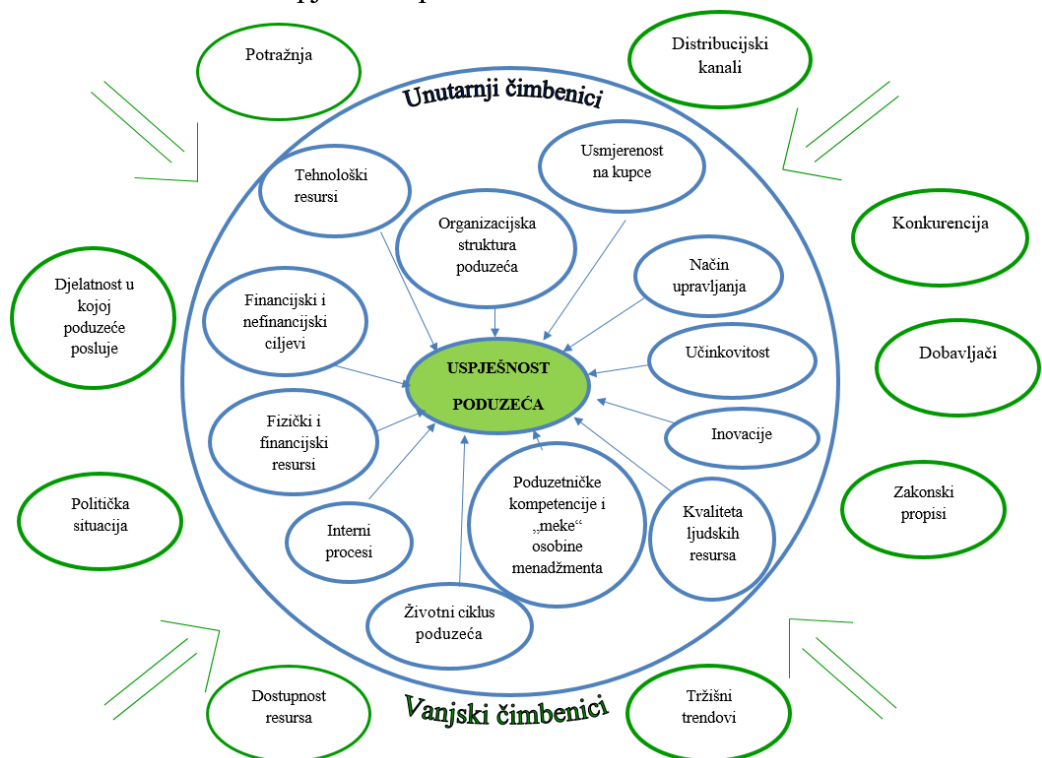 Potražnja
Distribucijski
kanali
Unutarnji čimbenici
Tehnološki
resursi
Usmjerenost
na kupce
Organizacijska
struktura
poduzeća
Konkurencija
Način
upravljanja
Djelatnost u
kojoj
poduzeće
posluje
Financijski i
nefinancijski
ciljevi
USPJEŠNOST
PODUZEĆA
Učinkovitost
Dobavljači
Fizički i
financijski
resursi
Inovacije
Politička
situacija
Interni
procesi
Poduzetničke
kompetencije i
„meke“
osobine
menadžmenta
Kvaliteta
ljudskih
resursa
Zakonski
propisi
Životni ciklus
poduzeća
Dostupnost
resursa
Vanjski čimbenici
Tržišni
trendovi